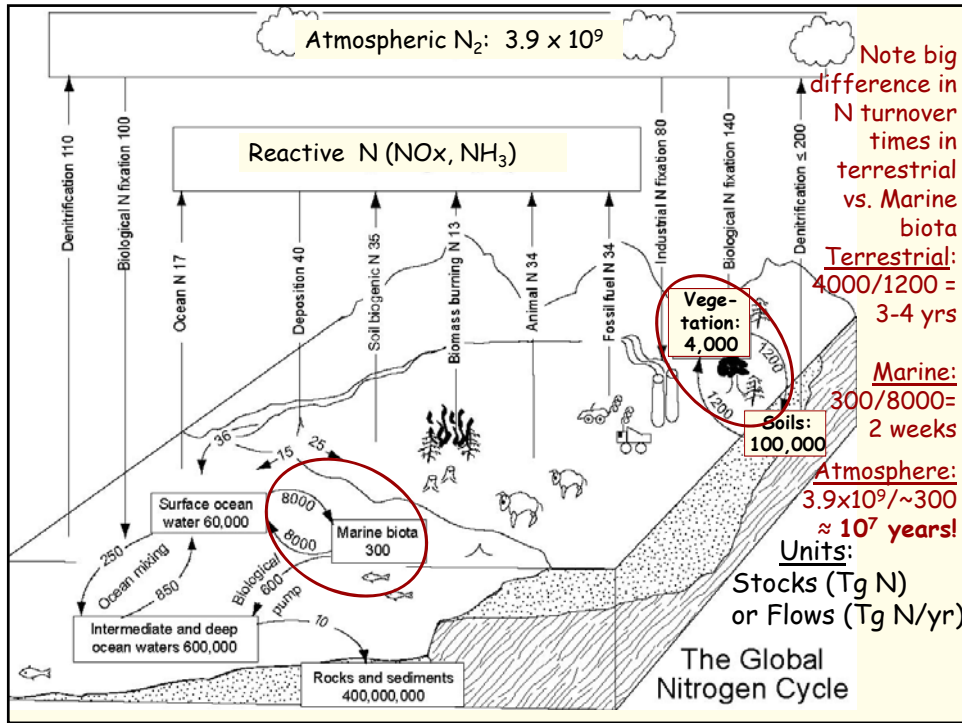 Atmospheric N₂: 3.9 x 10⁹
Note big
difference in
N turnover
times in
terrestrial
vs. Marine
biota
Terrestrial:
4000/1200 =
3-4 yrs
Marine:
300/8000=
2 weeks
Atmosphere:
3.9x10⁹/~300
≈ 10⁷ years!
Units:
Stocks (Tg N)
or Flows (Tg N/yr)
Reactive N (NOx, NH₃)
Denitrification 110
Biological N fixation 100
Ocean N 17
Deposition 40
Soil biogenic N 35
Biomass burning N 13
Animal N 34
Fossil fuel N 34
Industrial N fixation 80
Biological N fixation 140
Denitrification ≤ 200
Vege-
tation:
4,000
1200
1200
Soils:
100,000
36
15
25
Surface ocean
water 60,000
8000
8000
Marine biota
300
250
Ocean mixing
850
Biological
600
pump
10
Intermediate and deep
ocean waters 600,000
Rocks and sediments
400,000,000
The Global
Nitrogen Cycle